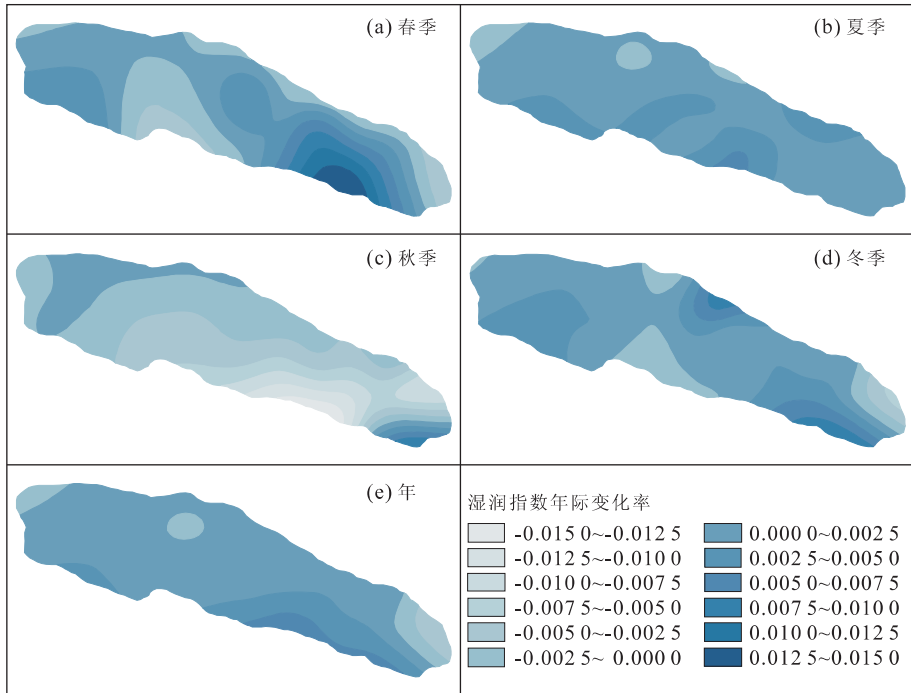 (a) 春季
(b) 夏季
(c) 秋季
(d) 冬季
(e) 年
湿润指数年际变化率
-0.015 0~-0.012 5
-0.012 5~-0.010 0
-0.010 0~-0.007 5
-0.007 5~-0.005 0
-0.005 0~-0.002 5
-0.002 5~ 0.000 0
0.000 0~0.002 5
0.002 5~0.005 0
0.005 0~0.007 5
0.007 5~0.010 0
0.010 0~0.012 5
0.012 5~0.015 0